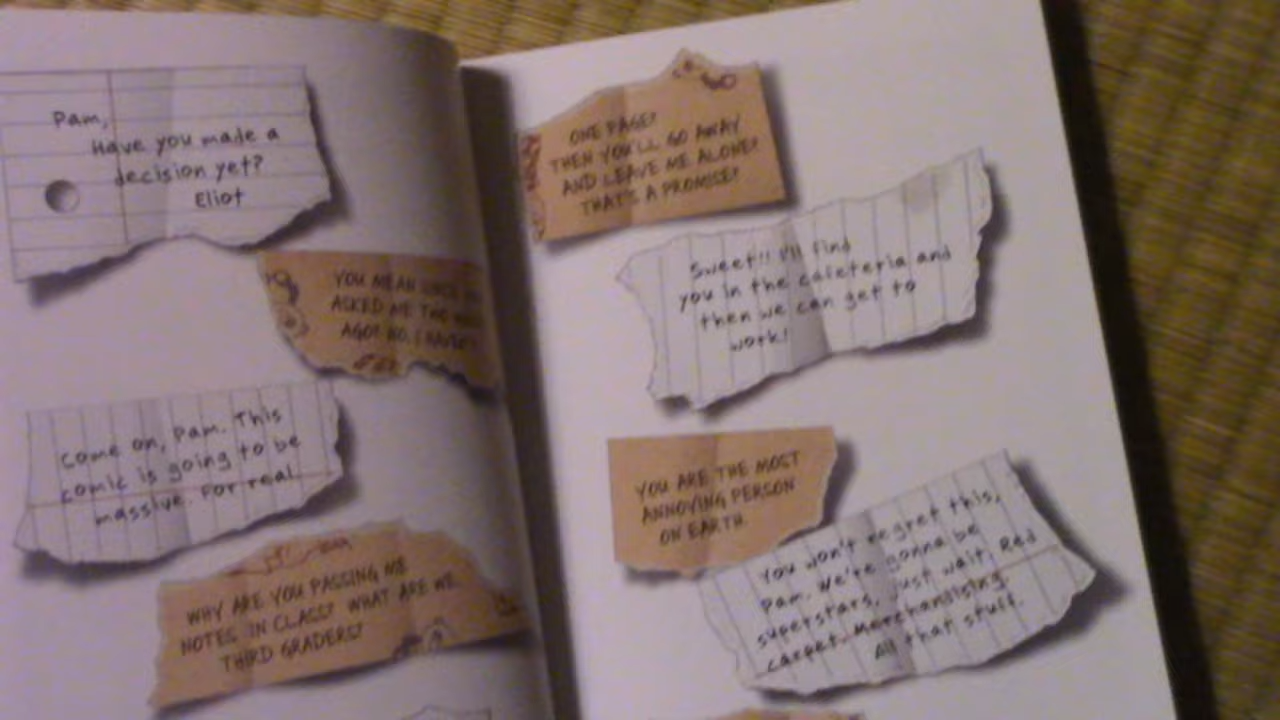 Pam,
Have you made a
decision yet?
Eliot
YOU MEAN SINCE YOU
ASKED ME TWO
AGO? NO, I HAVEN'T.
Come on, Pam. This
comic is going to be
massive. For real.
WHY ARE YOU PASSING ME
NOTES IN CLASS? WHAT ARE WE,
THIRD GRADERS?
ONE PAGE?
THEN YOU'LL GO AWAY
AND LEAVE ME ALONE?
THAT'S A PROMISE?
Sweet!! I'll find
you in the cafeteria and
then we can get to
work!
YOU ARE THE MOST
ANNOYING PERSON
ON EARTH.
You won't regret this,
Pam. We're gonna be
superstars. Just wait. Red
carpet. Merchandising.
All that stuff.